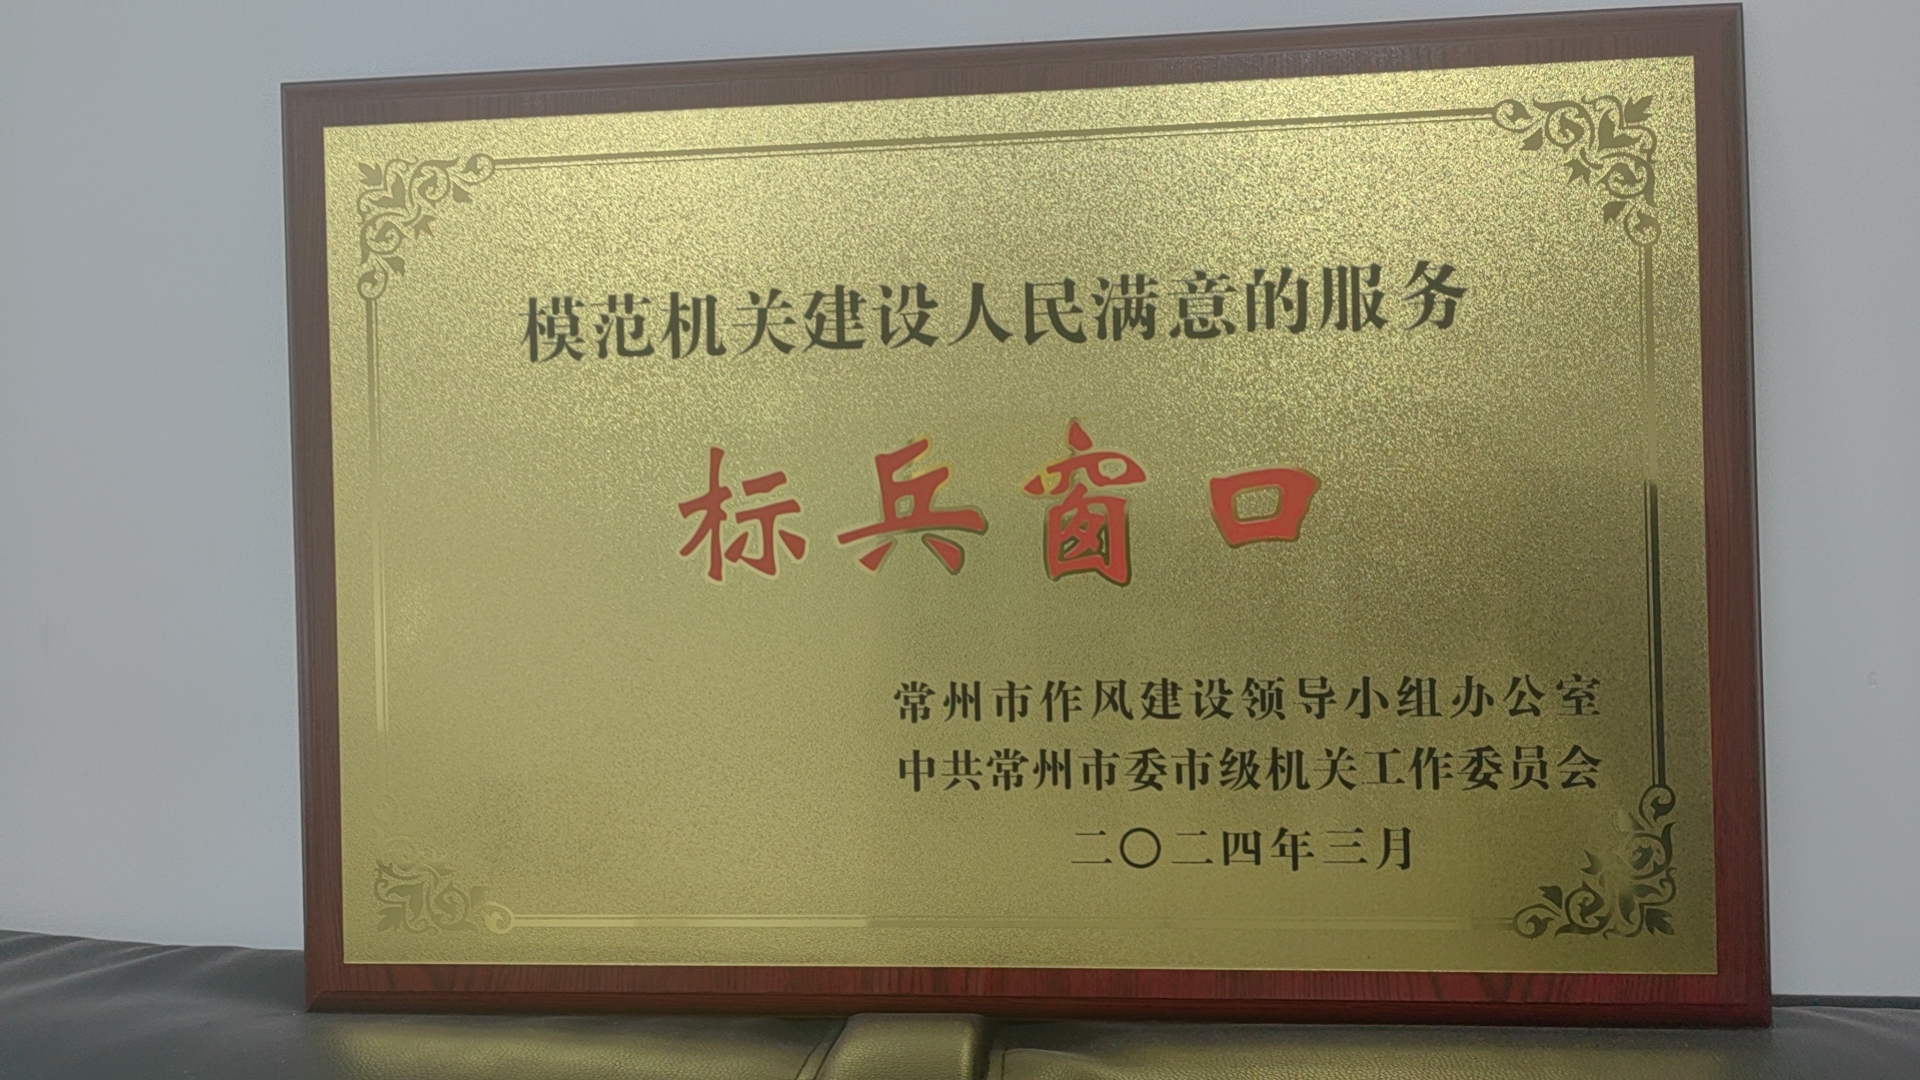 模范机关建设人民满意的服务
标兵窗口
常州市作风建设领导小组办公室
中共常州市委市级机关工作委员会
二〇二四年三月